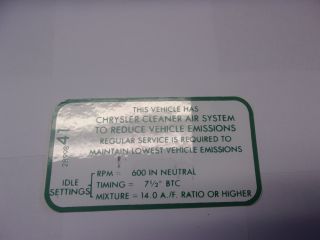 THIS VEHICLE HAS
CHRYSLER CLEANER AIR SYSTEM
TO REDUCE VEHICLE EMISSIONS
REGULAR SERVICE IS REQUIRED TO
MAINTAIN LOWEST VEHICLE EMISSIONS
IDLE SETTINGS
RPM = 600 IN NEUTRAL
TIMING = 7½° BTC
MIXTURE = 14.0 A./F. RATIO OR HIGHER
41